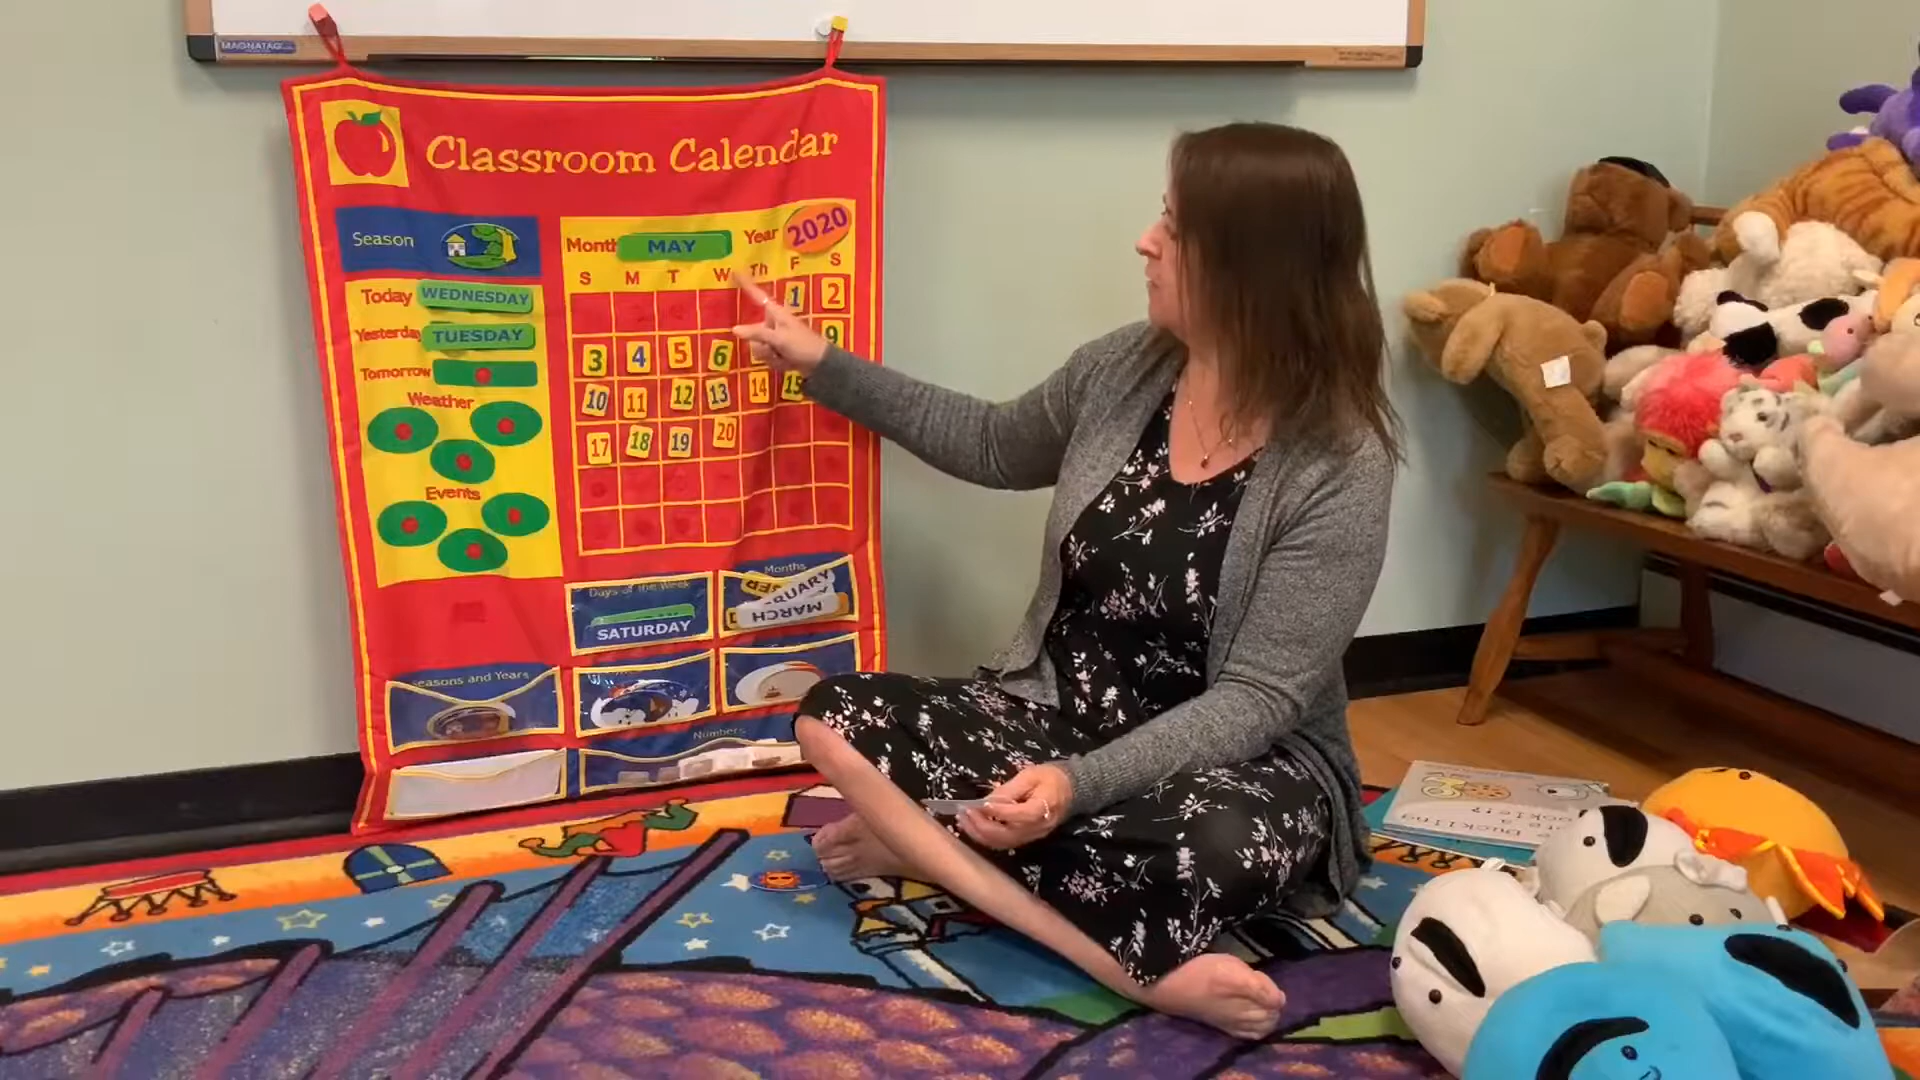 MAGNATAG
Classroom Calendar
Season
Month MAY Year 2020
S M T W Th F S
Today WEDNESDAY
1 2
Yesterday TUESDAY
9
3 4 5 6
Tomorrow
10 11 12 13 14 15
Weather
17 18 19 20
Events
Days of the Week
Months
SATURDAY
MARCH
Seasons and Years
Numbers